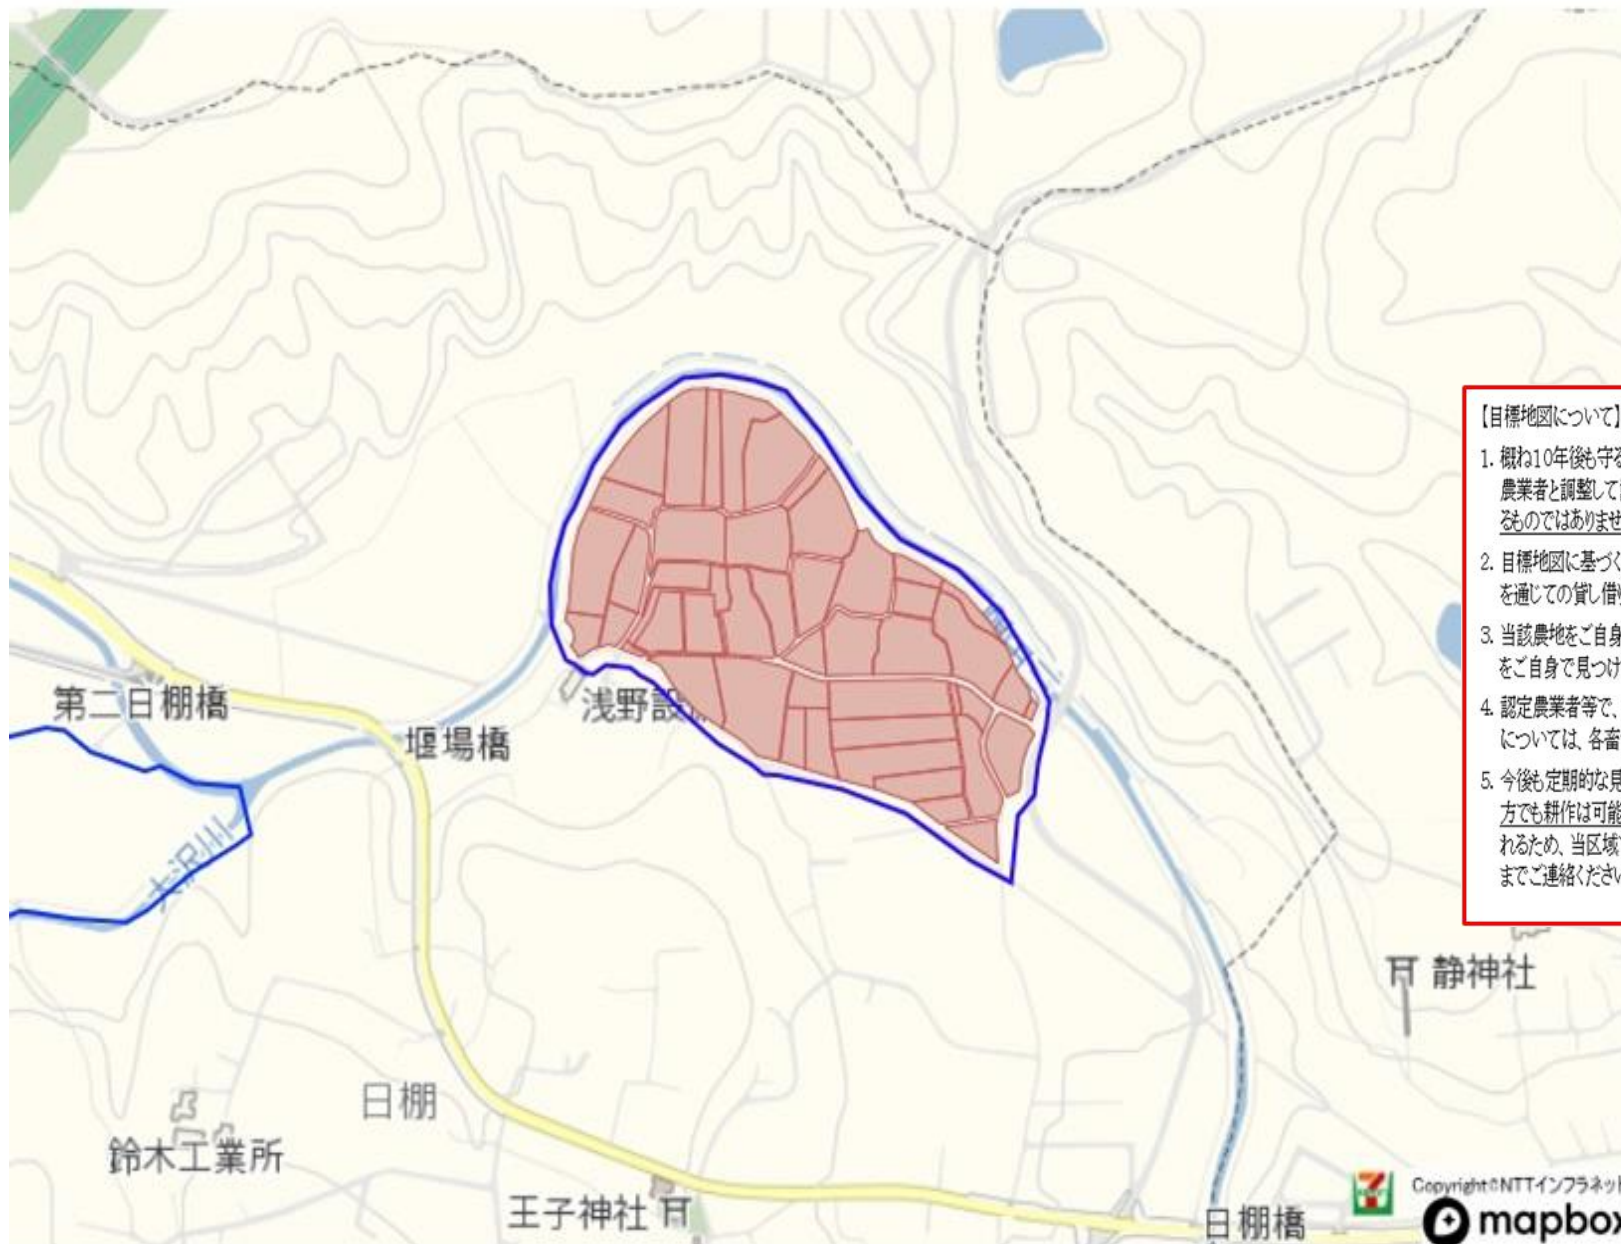 【目標地図について】
1. 概ね10年後も守る
農業者と調整して
るものではありませ
2. 目標地図に基づく
を通じての貸し借
3. 当該農地をご自身
をご自身で見つけ
4. 認定農業者等で、
については、各畜
5. 今後も定期的な見
方でも耕作は可能
れるため、当区域
までご連絡ください
第二日棚橋
堰場橋
浅野設
大沢川
静神社
日棚
鈴木工業所
王子神社
日棚橋
Copyright©NTTインフラネット
mapbox